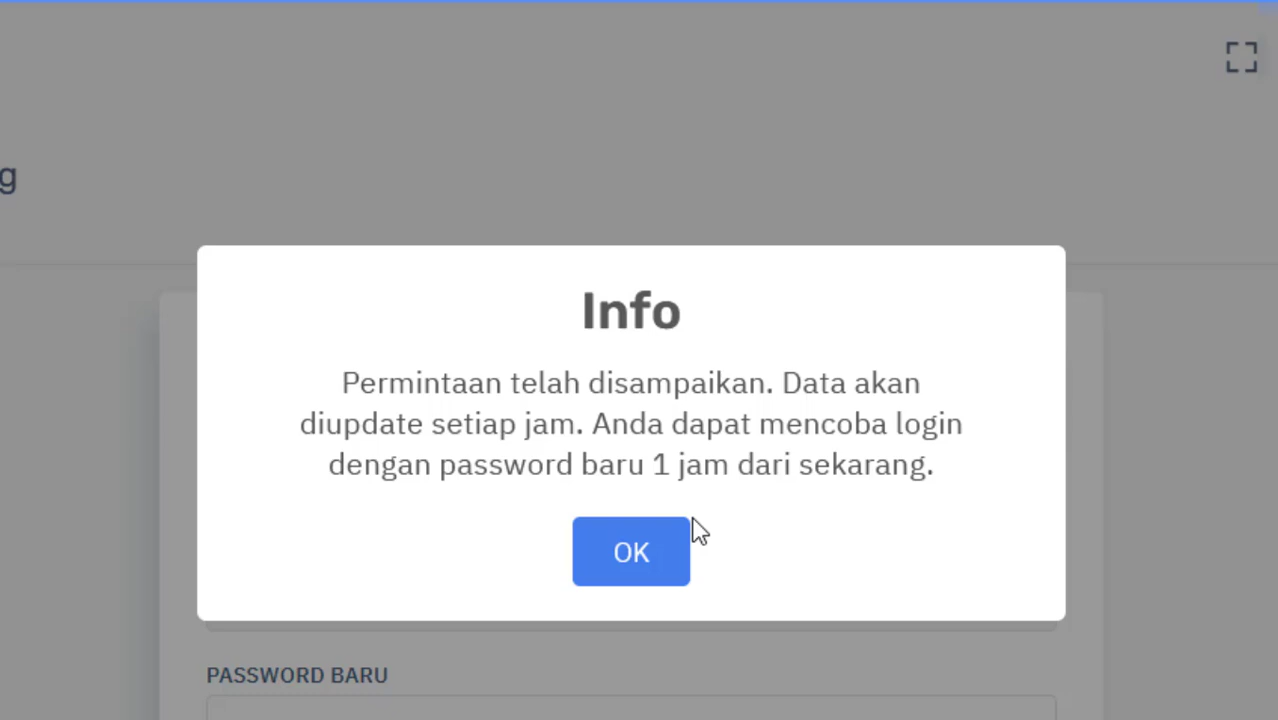 g
Info
Permintaan telah disampaikan. Data akan
diupdate setiap jam. Anda dapat mencoba login
dengan password baru 1 jam dari sekarang.
OK
PASSWORD BARU